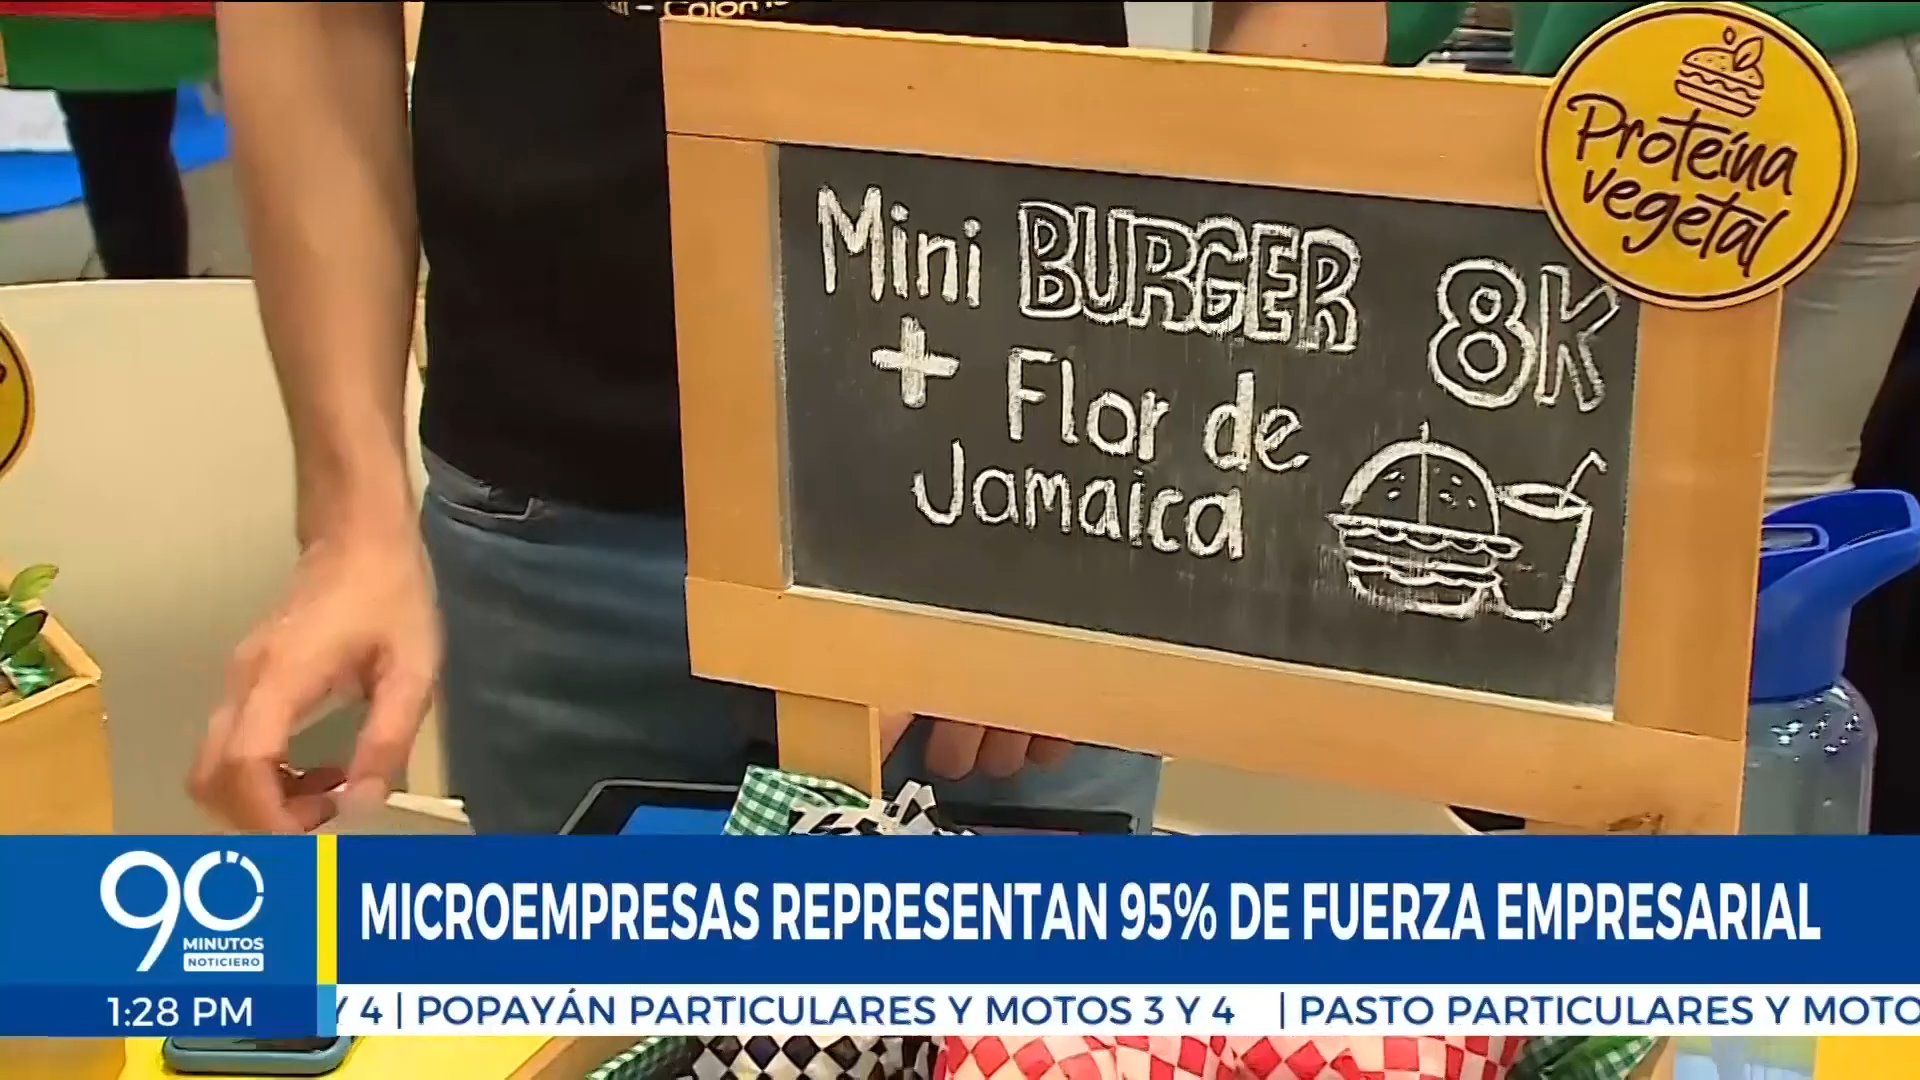 Proteína
vegetal
Mini BURGER 8K
+ Flor de
Jamaica
90
MINUTOS
NOTICIERO
MICROEMPRESAS REPRESENTAN 95% DE FUERZA EMPRESARIAL
1:28 PM
Y 4 | POPAYÁN PARTICULARES Y MOTOS 3 Y 4 | PASTO PARTICULARES Y MOTO